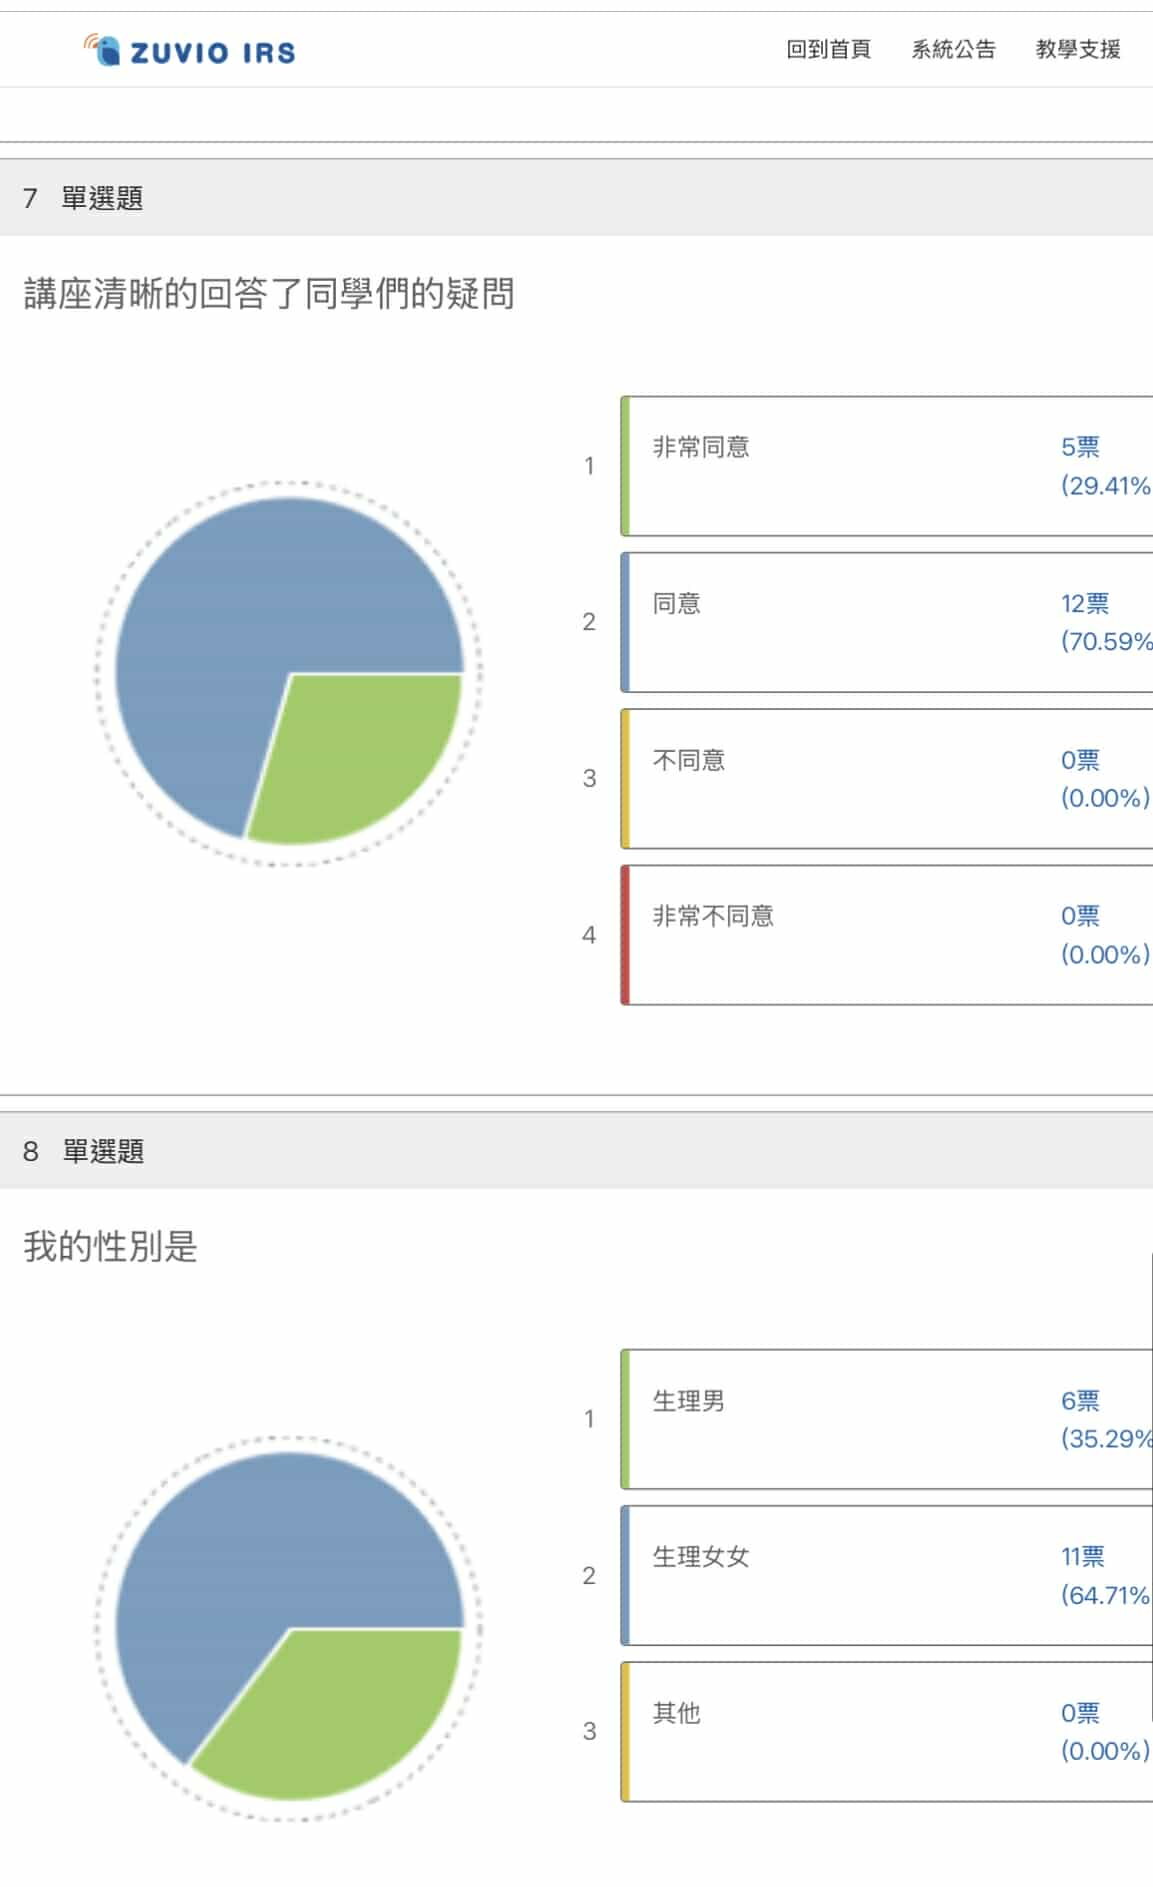 ZUVIO IRS
回到首頁 系統公告 教學支援
7 單選題
講座清晰的回答了同學們的疑問
1 非常同意 5票
(29.41%
2 同意 12票
(70.59%
3 不同意 0票
(0.00%)
4 非常不同意 0票
(0.00%)
8 單選題
我的性別是
1 生理男 6票
(35.29%
2 生理女女 11票
(64.71%
3 其他 0票
(0.00%)